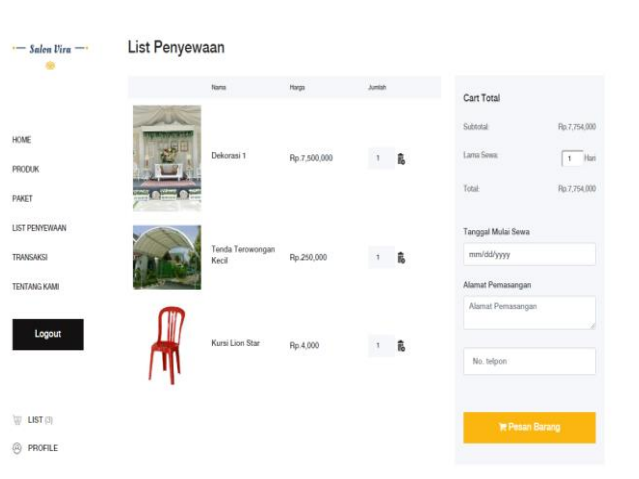 Salon Vira
List Penyewaan
Nama Harga Jumlah
Dekorasi 1 Rp.7,500,000 1
Tenda Terowongan
Kecil Rp.250,000 1
Kursi Lion Star Rp.4,000 1
HOME
PRODUK
PAKET
LIST PENYEWAAN
TRANSAKSI
TENTANG KAMI
Logout
LIST (3)
PROFILE
Cart Total
Subtotal: Rp.7,754,000
Lama Sewa: 1 Hari
Total: Rp.7,754,000
Tanggal Mulai Sewa
mm/dd/yyyy
Alamat Pemasangan
Alamat Pemasangan
No. telpon
Pesan Barang